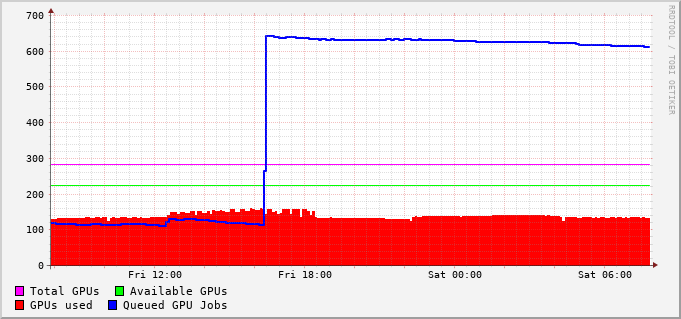 700
600
500
400
300
200
100
0
Fri 12:00 Fri 18:00 Sat 00:00 Sat 06:00
Total GPUs Available GPUs
GPUs used Queued GPU Jobs
RRDTOOL / TOBI OETIKER